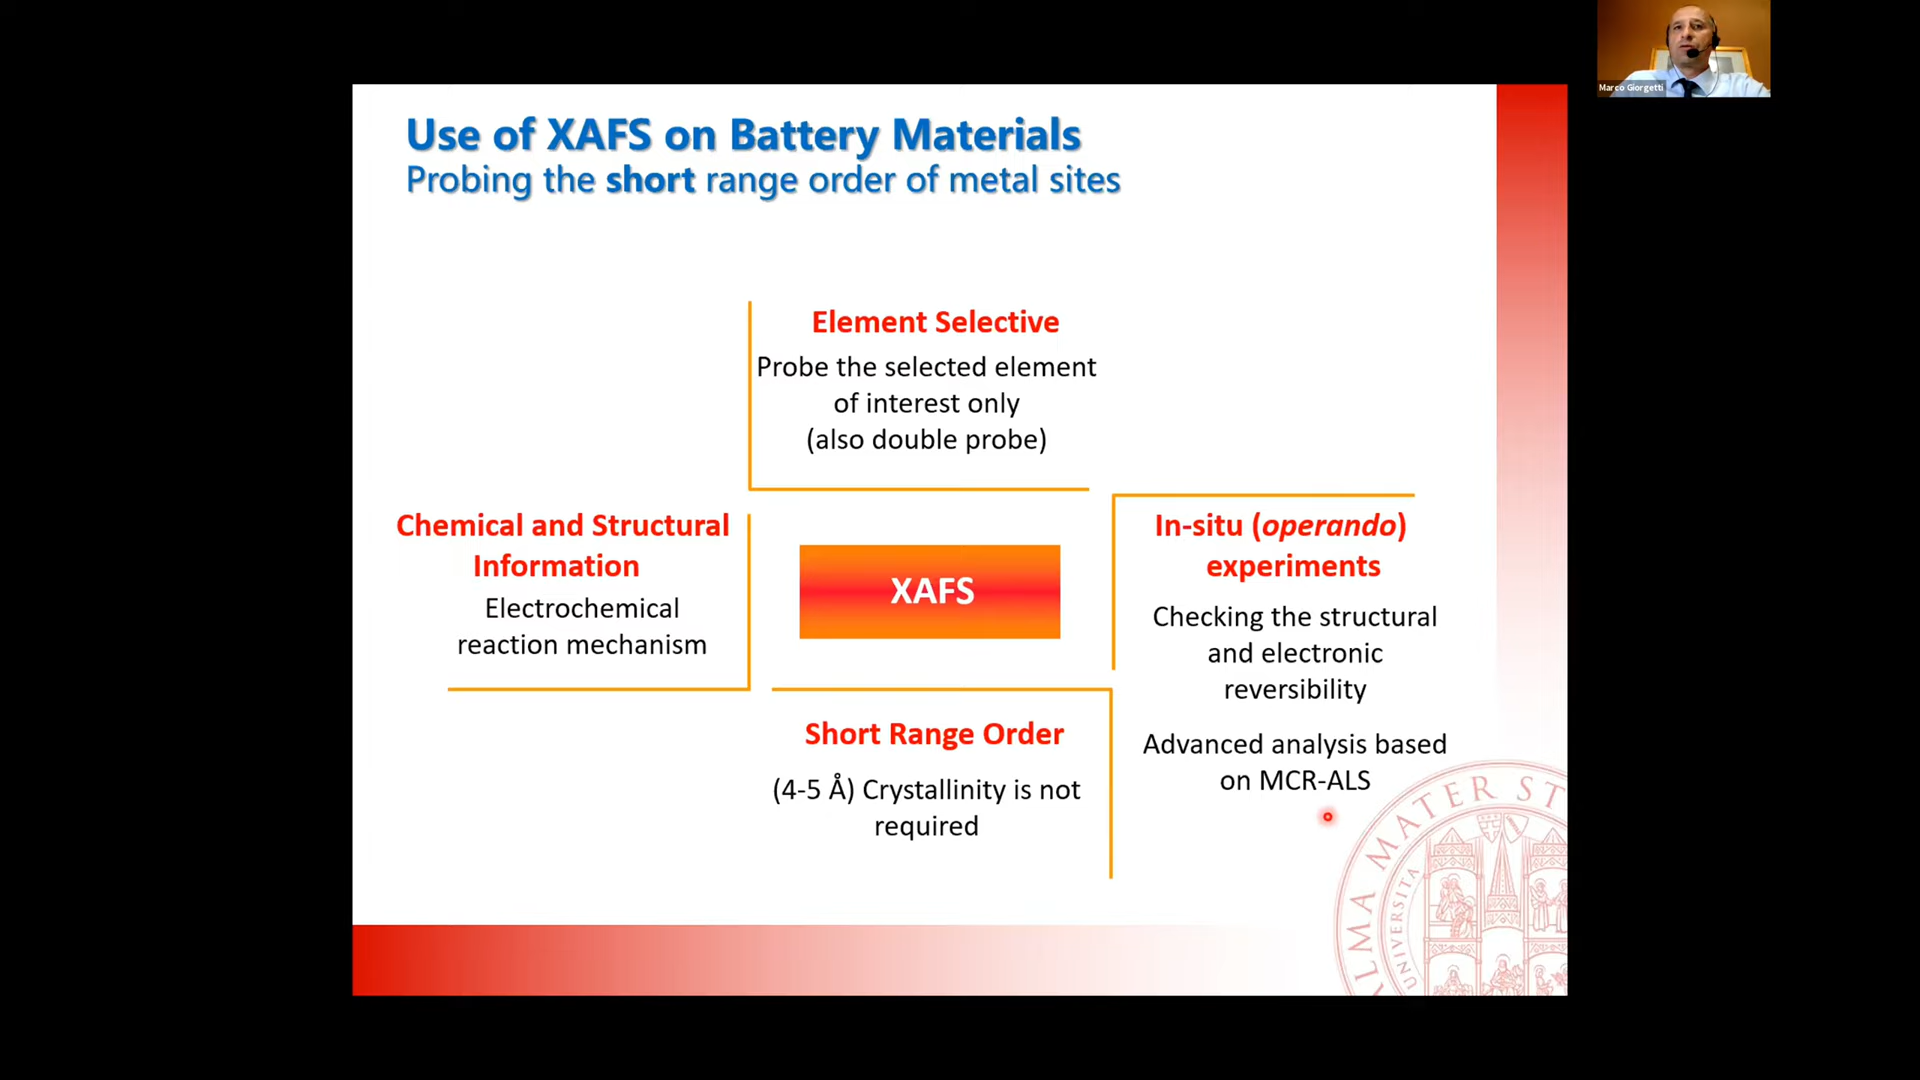 Marco Giorgetti
Use of XAFS on Battery Materials
Probing the short range order of metal sites
Element Selective
Probe the selected element
of interest only
(also double probe)
Chemical and Structural
Information
Electrochemical
reaction mechanism
XAFS
In-situ (operando)
experiments
Checking the structural
and electronic
reversibility
Advanced analysis based
on MCR-ALS
Short Range Order
(4-5 Å) Crystallinity is not
required
ALMA MATER ST
UNIVERSITA